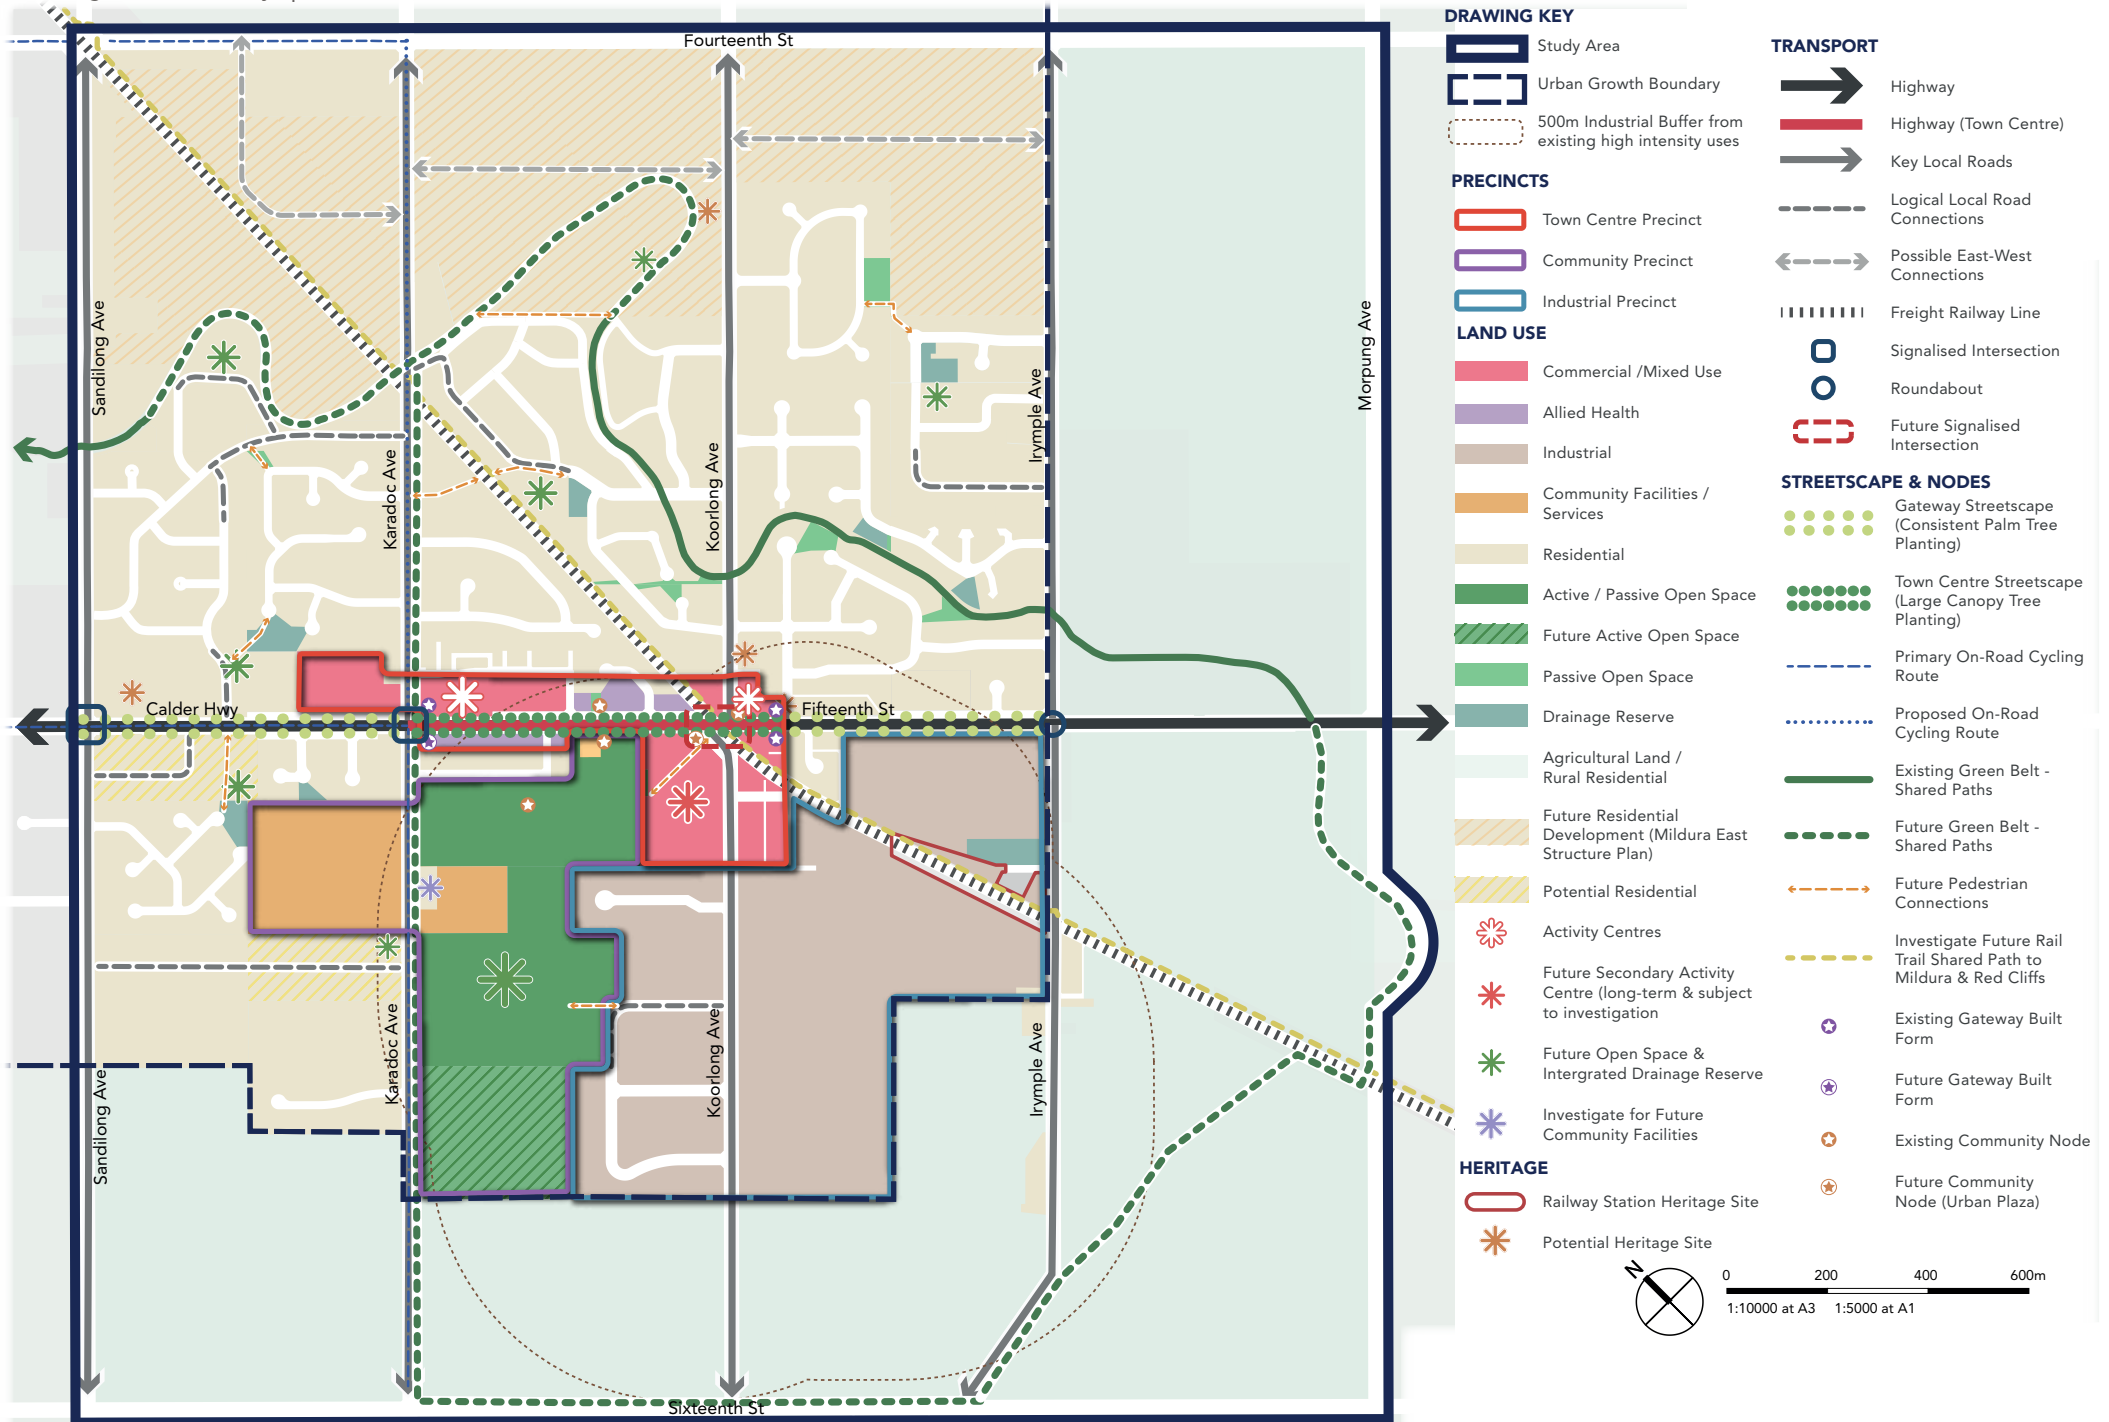 Fourteenth St
Sandilong Ave
Karadoc Ave
Koorlong Ave
Irymple Ave
Morpung Ave
Calder Hwy
Fifteenth St
Sandilong Ave
Karadoc Ave
Koorlong Ave
Irymple Ave
Sixteenth St
DRAWING KEY
Study Area
Urban Growth Boundary
500m Industrial Buffer from
existing high intensity uses
PRECINCTS
Town Centre Precinct
Community Precinct
Industrial Precinct
LAND USE
Commercial /Mixed Use
Allied Health
Industrial
Community Facilities /
Services
Residential
Active / Passive Open Space
Future Active Open Space
Passive Open Space
Drainage Reserve
Agricultural Land /
Rural Residential
Future Residential
Development (Mildura East
Structure Plan)
Potential Residential
Activity Centres
Future Secondary Activity
Centre (long-term & subject
to investigation
Future Open Space &
Intergrated Drainage Reserve
Investigate for Future
Community Facilities
HERITAGE
Railway Station Heritage Site
Potential Heritage Site
TRANSPORT
Highway
Highway (Town Centre)
Key Local Roads
Logical Local Road
Connections
Possible East-West
Connections
Freight Railway Line
Signalised Intersection
Roundabout
Future Signalised
Intersection
STREETSCAPE & NODES
Gateway Streetscape
(Consistent Palm Tree
Planting)
Town Centre Streetscape
(Large Canopy Tree
Planting)
Primary On-Road Cycling
Route
Proposed On-Road
Cycling Route
Existing Green Belt -
Shared Paths
Future Green Belt -
Shared Paths
Future Pedestrian
Connections
Investigate Future Rail
Trail Shared Path to
Mildura & Red Cliffs
Existing Gateway Built
Form
Future Gateway Built
Form
Existing Community Node
Future Community
Node (Urban Plaza)
N
0 200 400 600m
1:10000 at A3 1:5000 at A1